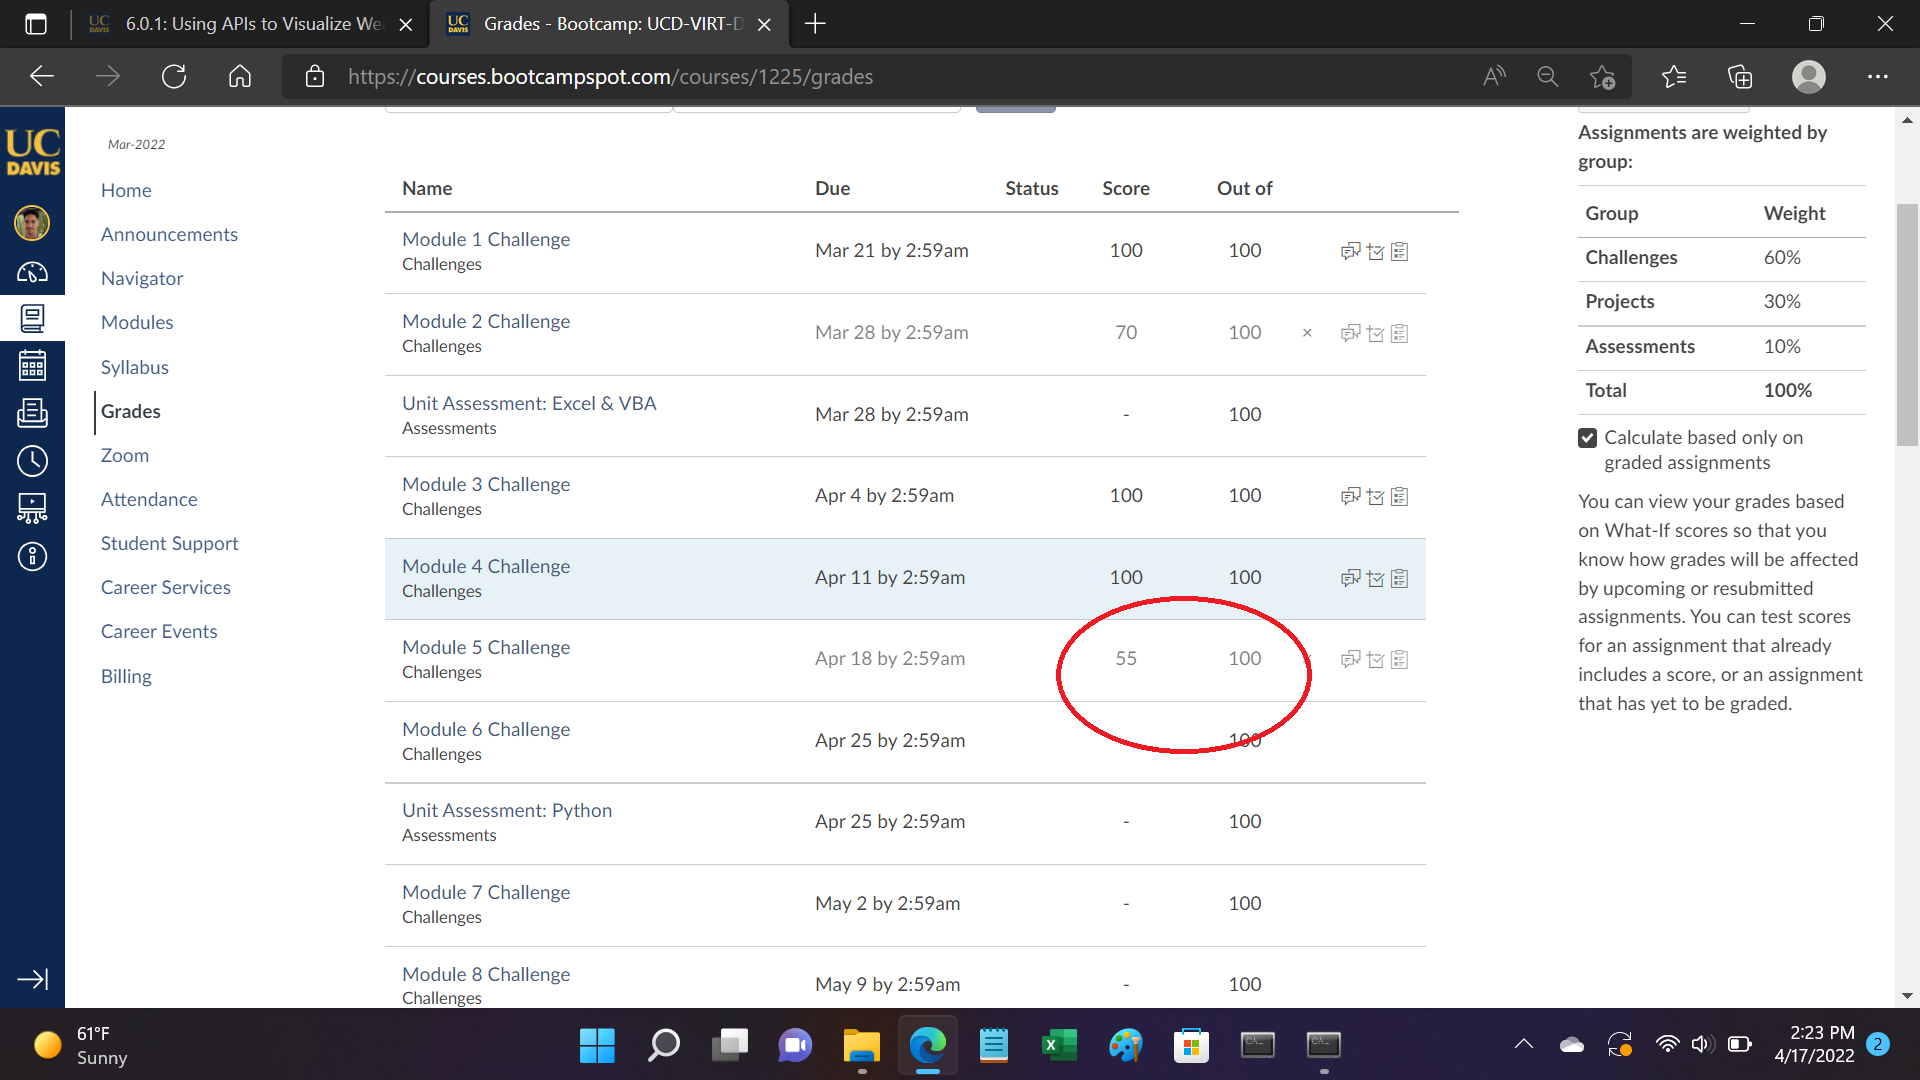 6.0.1: Using APIs to Visualize We
Grades - Bootcamp: UCD-VIRT-D
https://courses.bootcampspot.com/courses/1225/grades
UC
DAVIS
Mar-2022
Home
Announcements
Navigator
Modules
Syllabus
Grades
Zoom
Attendance
Student Support
Career Services
Career Events
Billing
Name Due Status Score Out of
Module 1 Challenge
Challenges
Mar 21 by 2:59am 100 100
Module 2 Challenge
Challenges
Mar 28 by 2:59am 70 100 ×
Unit Assessment: Excel & VBA
Assessments
Mar 28 by 2:59am - 100
Module 3 Challenge
Challenges
Apr 4 by 2:59am 100 100
Module 4 Challenge
Challenges
Apr 11 by 2:59am 100 100
Module 5 Challenge
Challenges
Apr 18 by 2:59am 55 100
Module 6 Challenge
Challenges
Apr 25 by 2:59am 100
Unit Assessment: Python
Assessments
Apr 25 by 2:59am - 100
Module 7 Challenge
Challenges
May 2 by 2:59am - 100
Module 8 Challenge
Challenges
May 9 by 2:59am - 100
Assignments are weighted by
group:
Group Weight
Challenges 60%
Projects 30%
Assessments 10%
Total 100%
Calculate based only on
graded assignments
You can view your grades based
on What-If scores so that you
know how grades will be affected
by upcoming or resubmitted
assignments. You can test scores
for an assignment that already
includes a score, or an assignment
that has yet to be graded.
61°F
Sunny
2:23 PM
4/17/2022
2